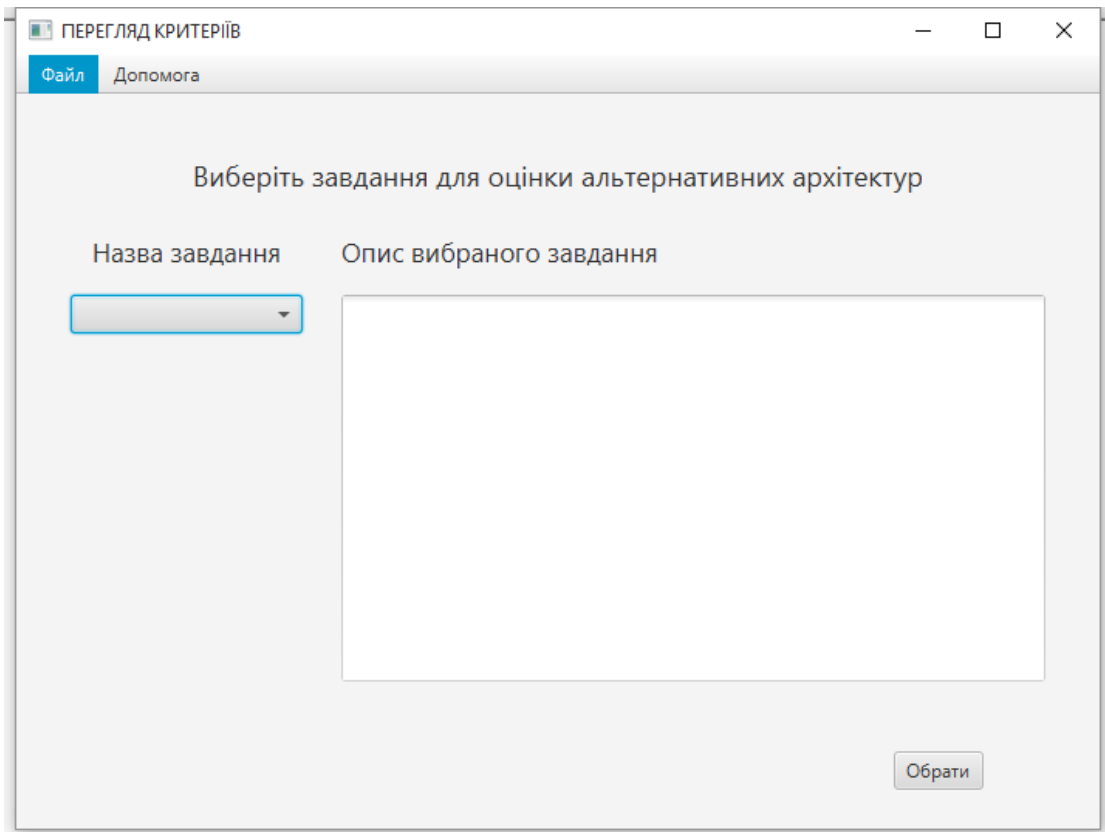 ПЕРЕГЛЯД КРИТЕРІЇВ
Файл Допомога
Виберіть завдання для оцінки альтернативних архітектур
Назва завдання Опис вибраного завдання
Обрати